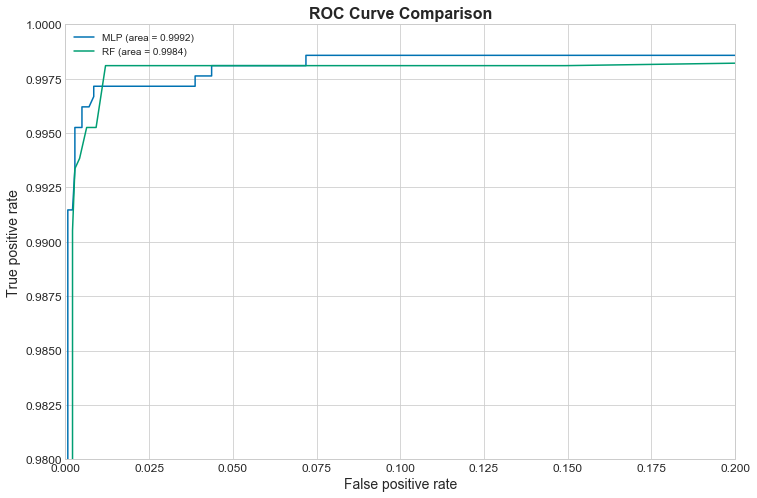 ROC Curve Comparison
MLP (area = 0.9992)
RF (area = 0.9984)
True positive rate
1.0000
0.9975
0.9950
0.9925
0.9900
0.9875
0.9850
0.9825
0.9800
0.000 0.025 0.050 0.075 0.100 0.125 0.150 0.175 0.200
False positive rate